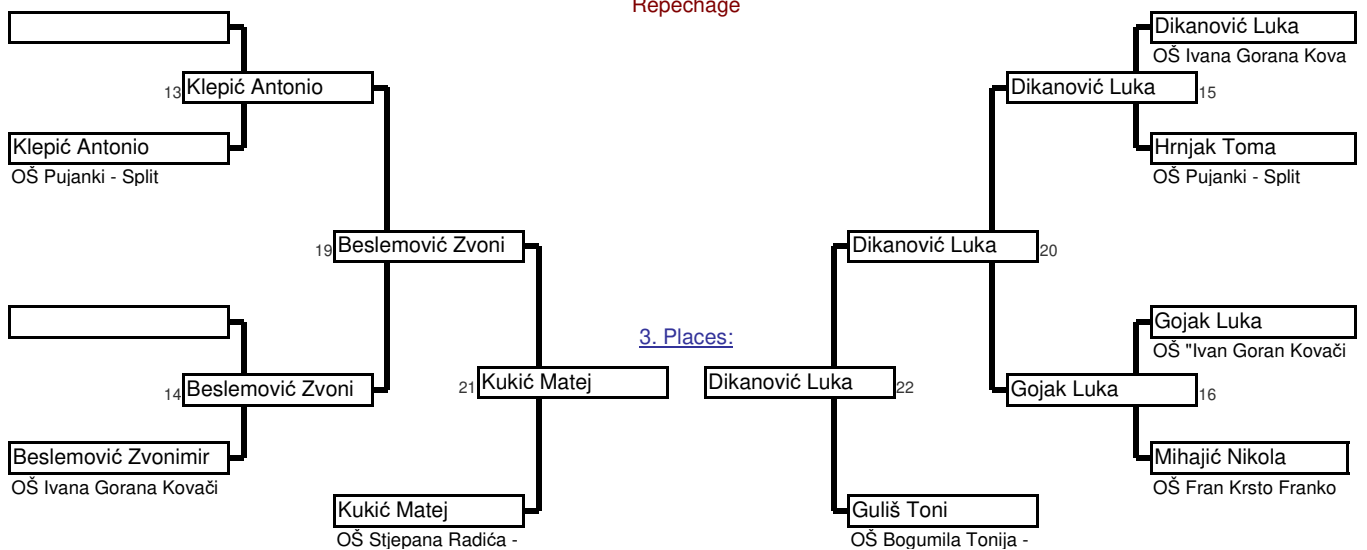 Repechage
Dikanović Luka
OŠ Ivana Gorana Kova
13 Klepić Antonio
Dikanović Luka 15
Klepić Antonio
OŠ Pujanki - Split
Hrnjak Toma
OŠ Pujanki - Split
19 Beslemović Zvoni
Dikanović Luka 20
3. Places:
Gojak Luka
OŠ "Ivan Goran Kovači
14 Beslemović Zvoni
21 Kukić Matej
Dikanović Luka 22
Gojak Luka 16
Beslemović Zvonimir
OŠ Ivana Gorana Kovači
Mihajić Nikola
OŠ Fran Krsto Franko
Kukić Matej
OŠ Stjepana Radića -
Guliš Toni
OŠ Bogumila Tonija -